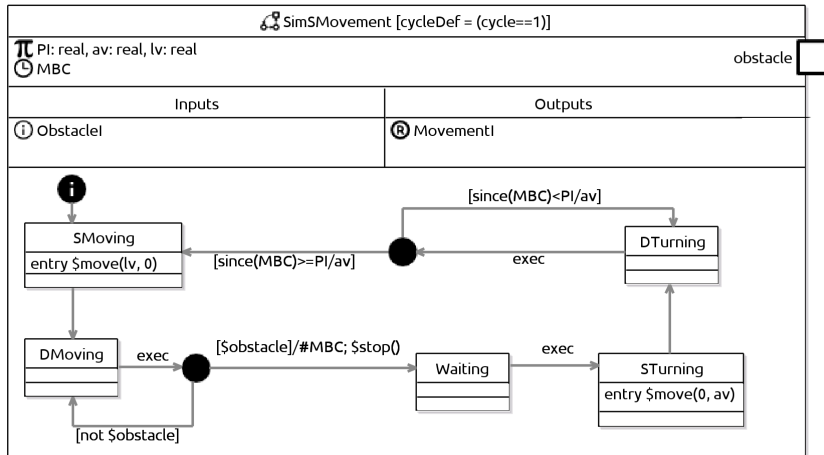 SimSMovement [cycleDef = (cycle==1)]
PI: real, av: real, lv: real
MBC
obstacle
Inputs
Outputs
i ObstacleI
R MovementI
i
[since(MBC)<PI/av]
SMoving
entry $move(lv, 0)
[since(MBC)>=PI/av]
exec
DTurning
DMoving
exec
[$obstacle]/#MBC; $stop()
Waiting
exec
STurning
entry $move(0, av)
[not $obstacle]